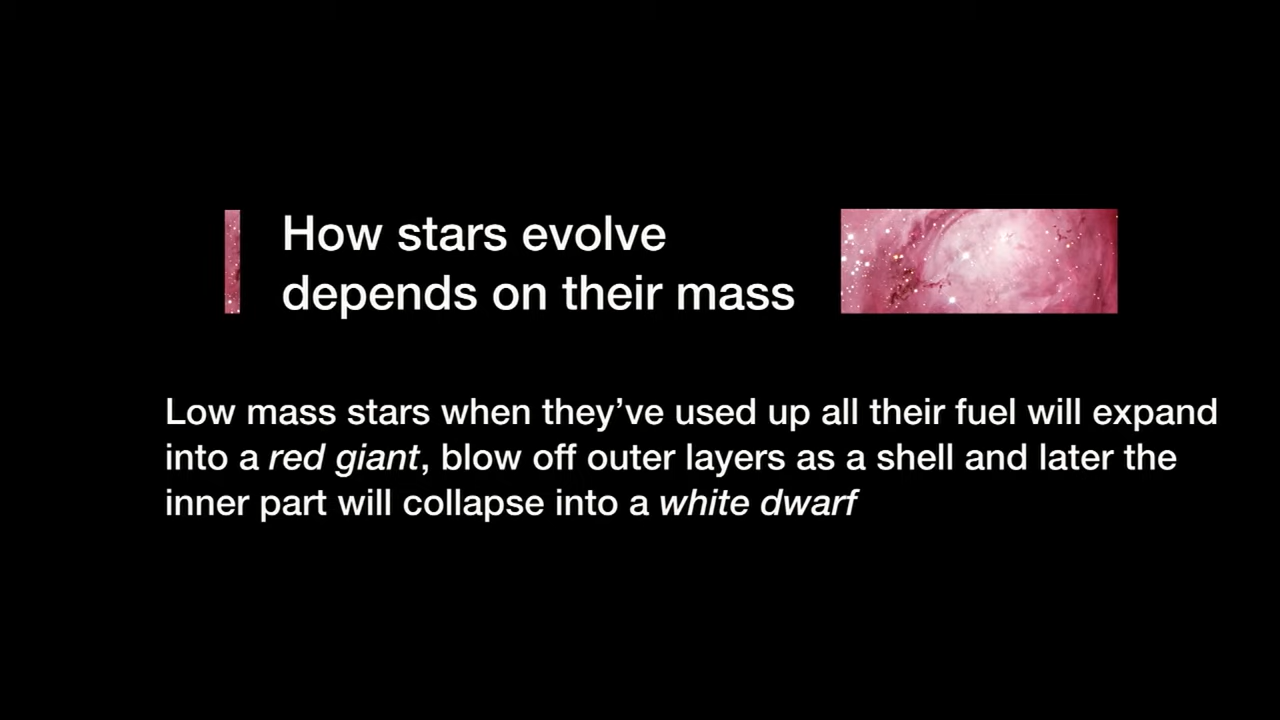 How stars evolve
depends on their mass
Low mass stars when they’ve used up all their fuel will expand
into a red giant, blow off outer layers as a shell and later the
inner part will collapse into a white dwarf